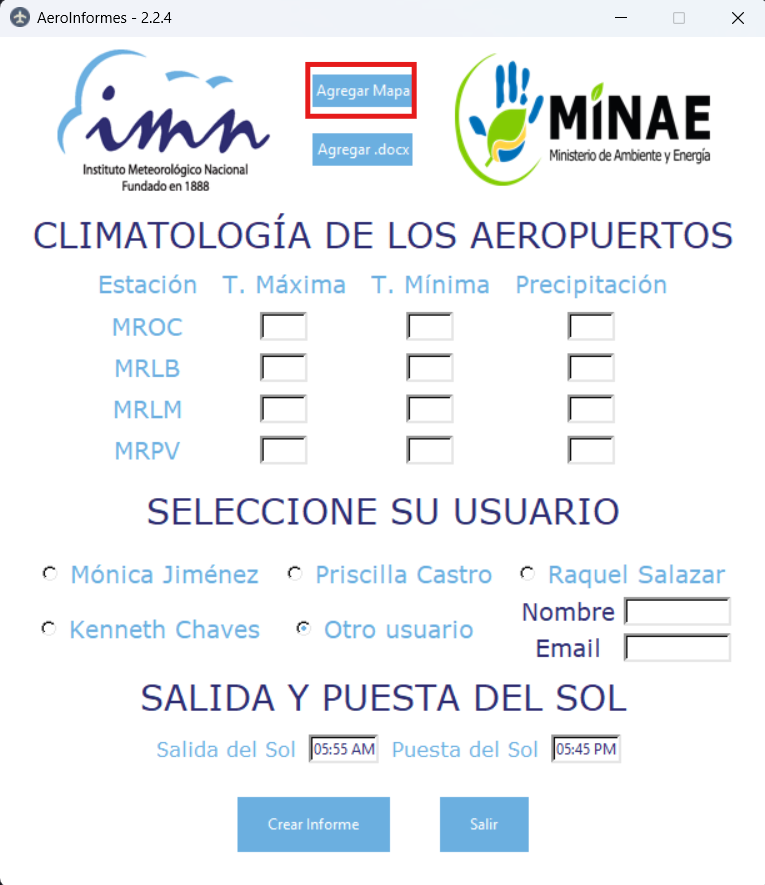 AeroInformes - 2.2.4
imn
Instituto Meteorológico Nacional
Fundado en 1888
Agregar Mapa
Agregar .docx
MINAE
Ministerio de Ambiente y Energía
CLIMATOLOGÍA DE LOS AEROPUERTOS
Estación T. Máxima T. Mínima Precipitación
MROC
MRLB
MRLM
MRPV
SELECCIONE SU USUARIO
Mónica Jiménez Priscilla Castro Raquel Salazar
Kenneth Chaves Otro usuario
Nombre
Email
SALIDA Y PUESTA DEL SOL
Salida del Sol 05:55 AM Puesta del Sol 05:45 PM
Crear Informe Salir